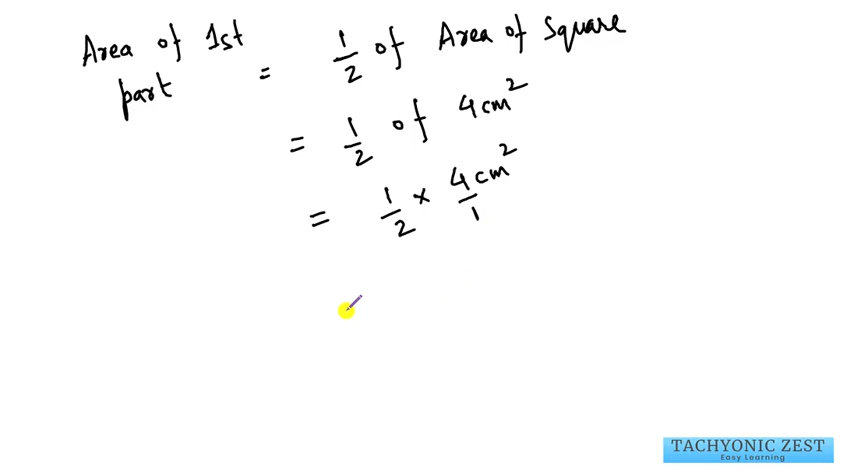 Area of 1st part = 1/2 of Area of Square
= 1/2 of 4cm²
= 1/2 × 4cm²/1
TACHYONIC ZEST
Easy Learning